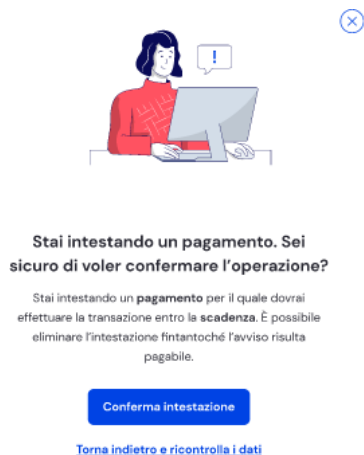 !
Stai intestando un pagamento. Sei
sicuro di voler confermare l'operazione?
Stai intestando un pagamento per il quale dovrai
effettuare la transazione entro la scadenza. È possibile
eliminare l'intestazione fintantoché l'avviso risulta
pagabile.
Conferma intestazione
Torna indietro e ricontrolla i dati